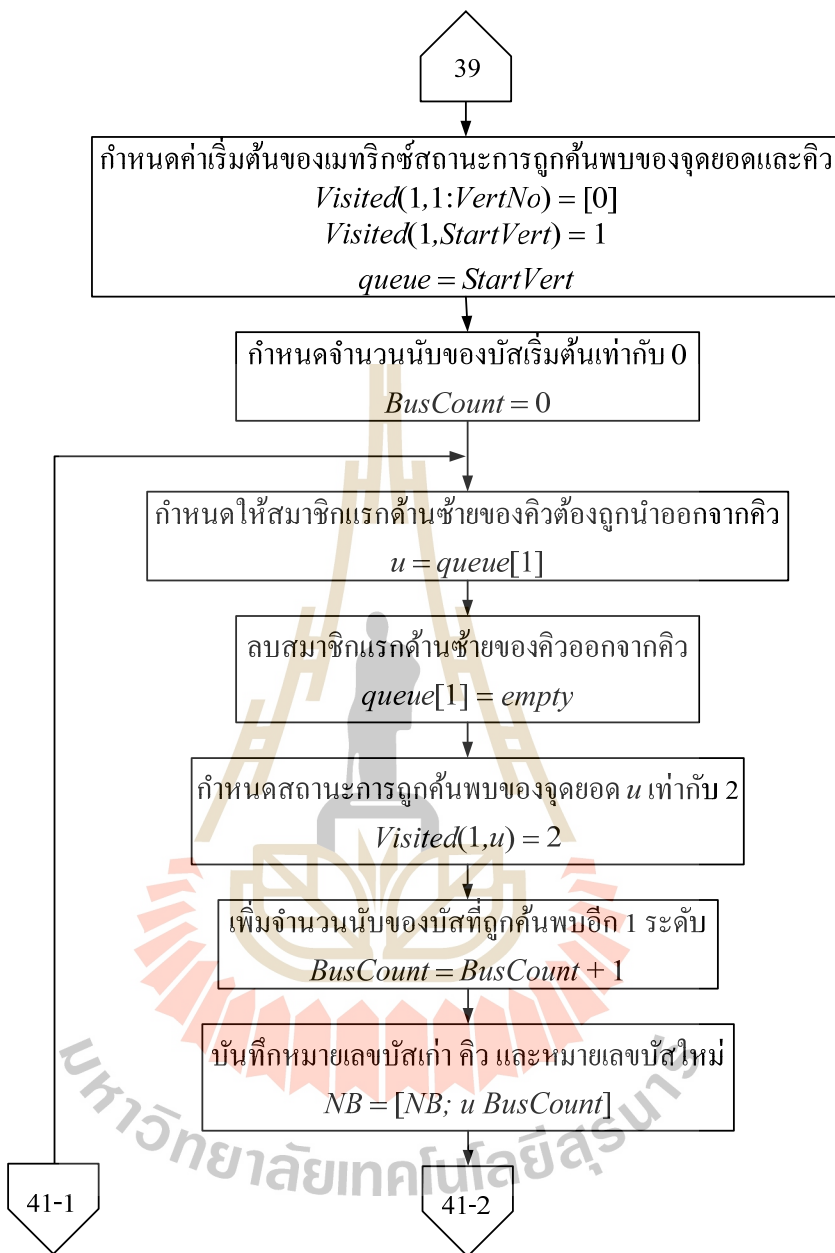 39
กำหนดค่าเริ่มต้นของเมทริกซ์สถานะการถูกค้นพบของจุดยอดและคิว
Visited(1,1:VertNo) = [0]
Visited(1,StartVert) = 1
queue = StartVert
กำหนดจำนวนนับของบัสเริ่มต้นเท่ากับ 0
BusCount = 0
กำหนดให้สมาชิกแรกด้านซ้ายของคิวต้องถูกนำออกจากคิว
u = queue[1]
ลบสมาชิกแรกด้านซ้ายของคิวออกจากคิว
queue[1] = empty
กำหนดสถานะการถูกค้นพบของจุดยอด u เท่ากับ 2
Visited(1,u) = 2
เพิ่มจำนวนนับของบัสที่ถูกค้นพบอีก 1 ระดับ
BusCount = BusCount + 1
บันทึกหมายเลขบัสเก่า คิว และหมายเลขบัสใหม่
NB = [NB; u BusCount]
มหาวิทยาลัยเทคโนโลยีสุรนารี
41-1
41-2